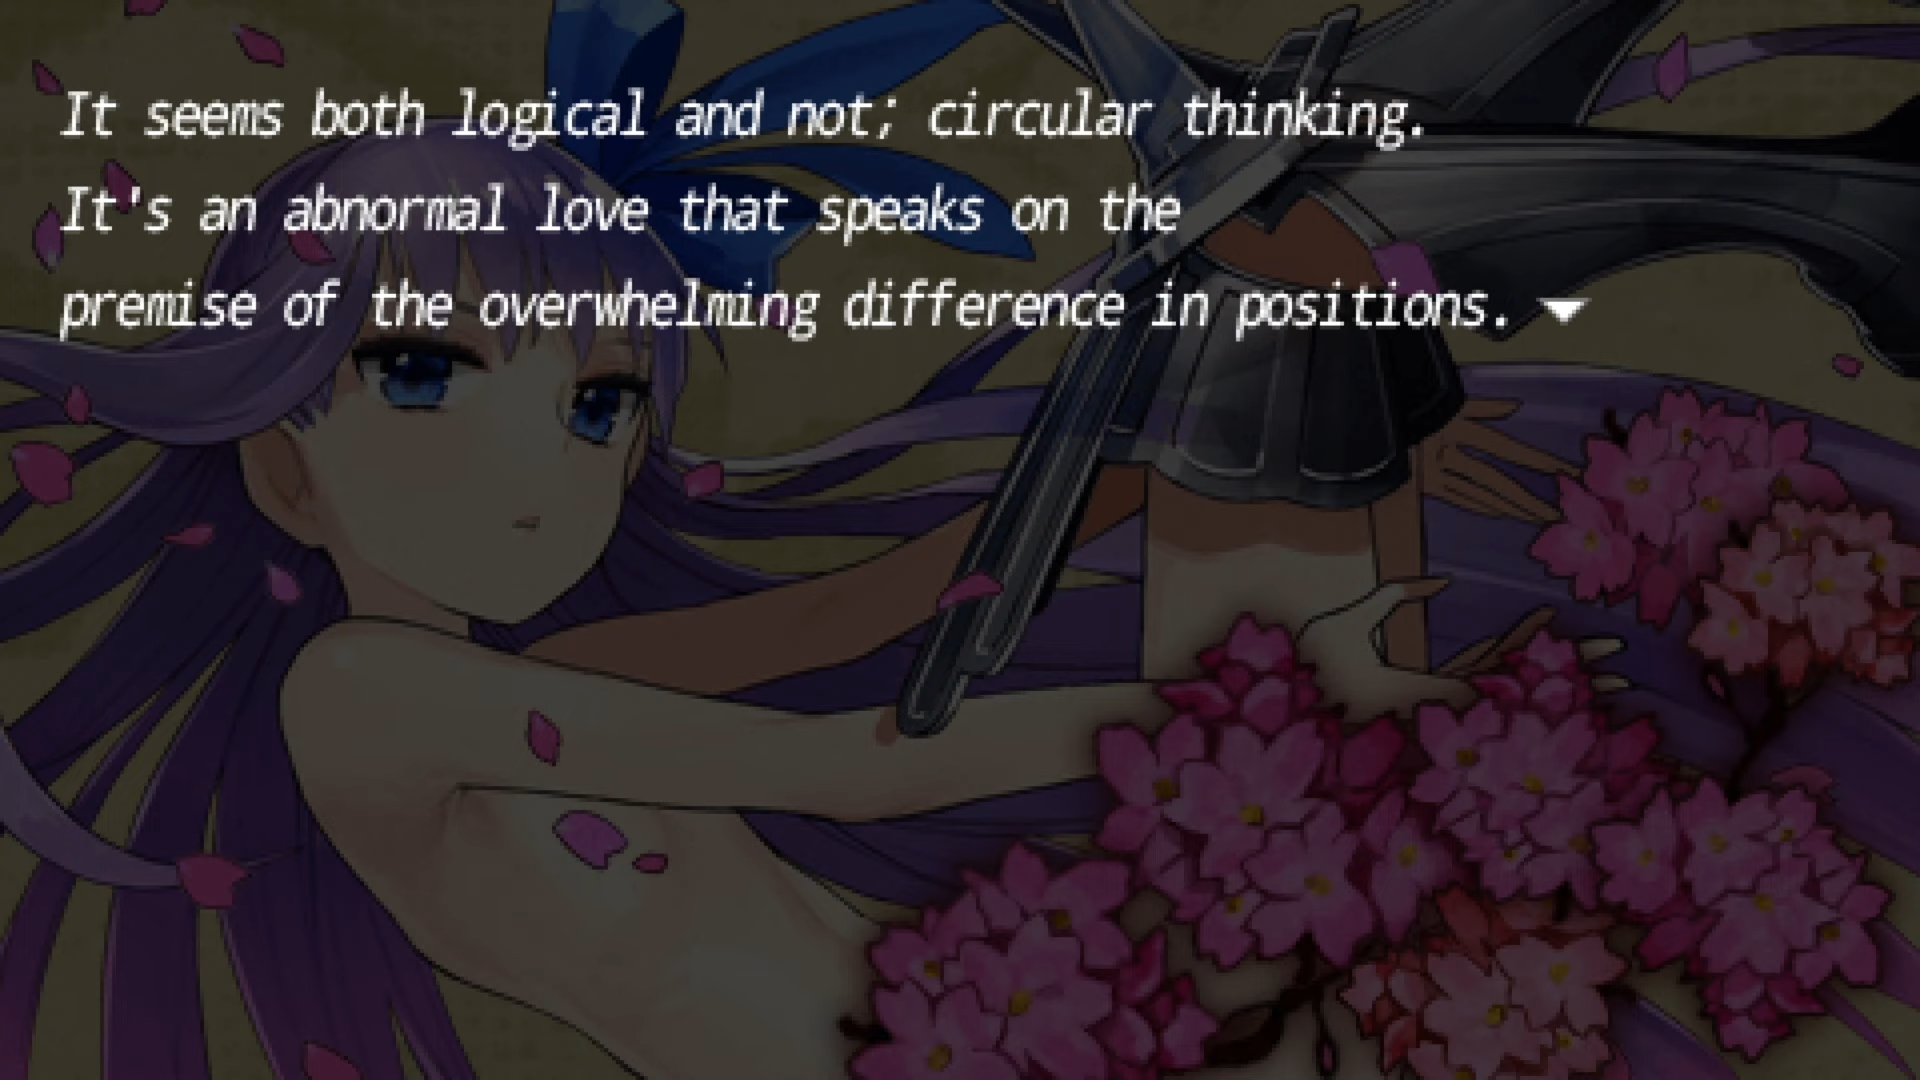 It seems both logical and not; circular thinking.
It's an abnormal love that speaks on the
premise of the overwhelming difference in positions.